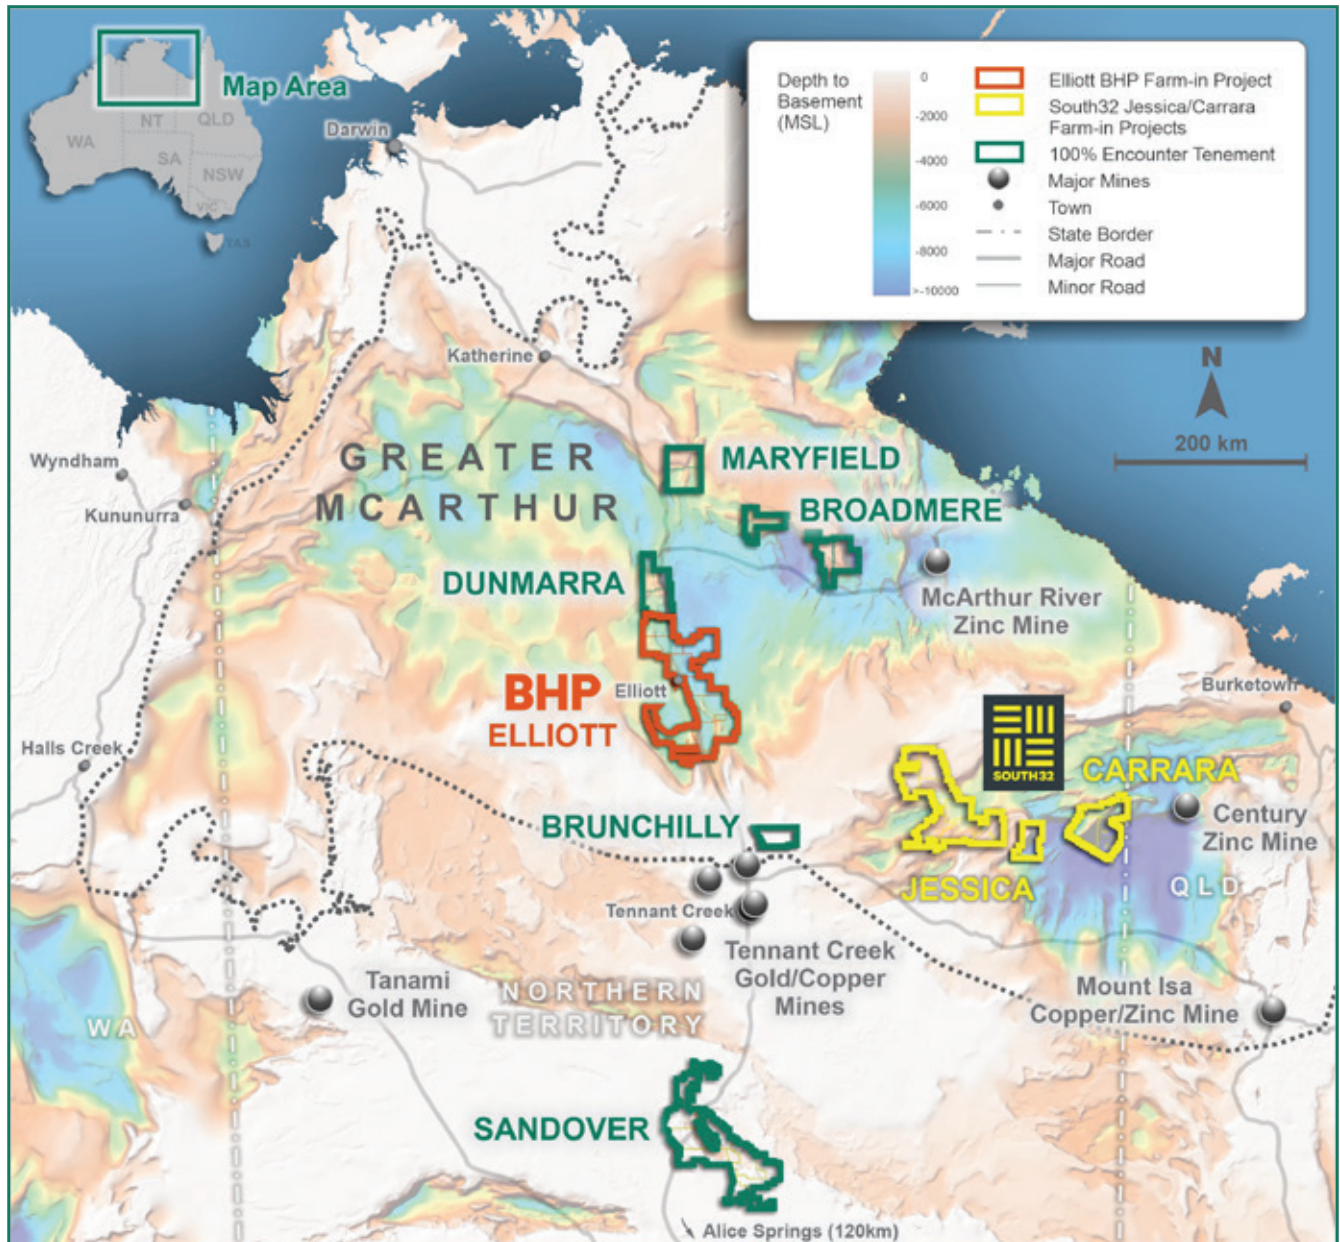 Map Area
WA
NT
QLD
SA
NSW
VIC
TAS
Darwin
Depth to
Basement
(MSL)
0
-2000
-4000
-6000
-8000
>-10000
Elliott BHP Farm-in Project
South32 Jessica/Carrara
Farm-in Projects
100% Encounter Tenement
Major Mines
Town
State Border
Major Road
Minor Road
N
200 km
Katherine
Wyndham
Kununurra
GREATER
MCARTHUR
MARYFIELD
BROADMERE
DUNMARRA
McArthur River
Zinc Mine
BHP
ELLIOTT
Elliott
Burketown
Halls Creek
SOUTH32
CARRARA
Century
Zinc Mine
BRUNCHILLY
JESSICA
QLD
Tennant Creek
Tennant Creek
Gold/Copper
Mines
Tanami
Gold Mine
NORTHERN
TERRITORY
Mount Isa
Copper/Zinc Mine
WA
SANDOVER
Alice Springs (120km)